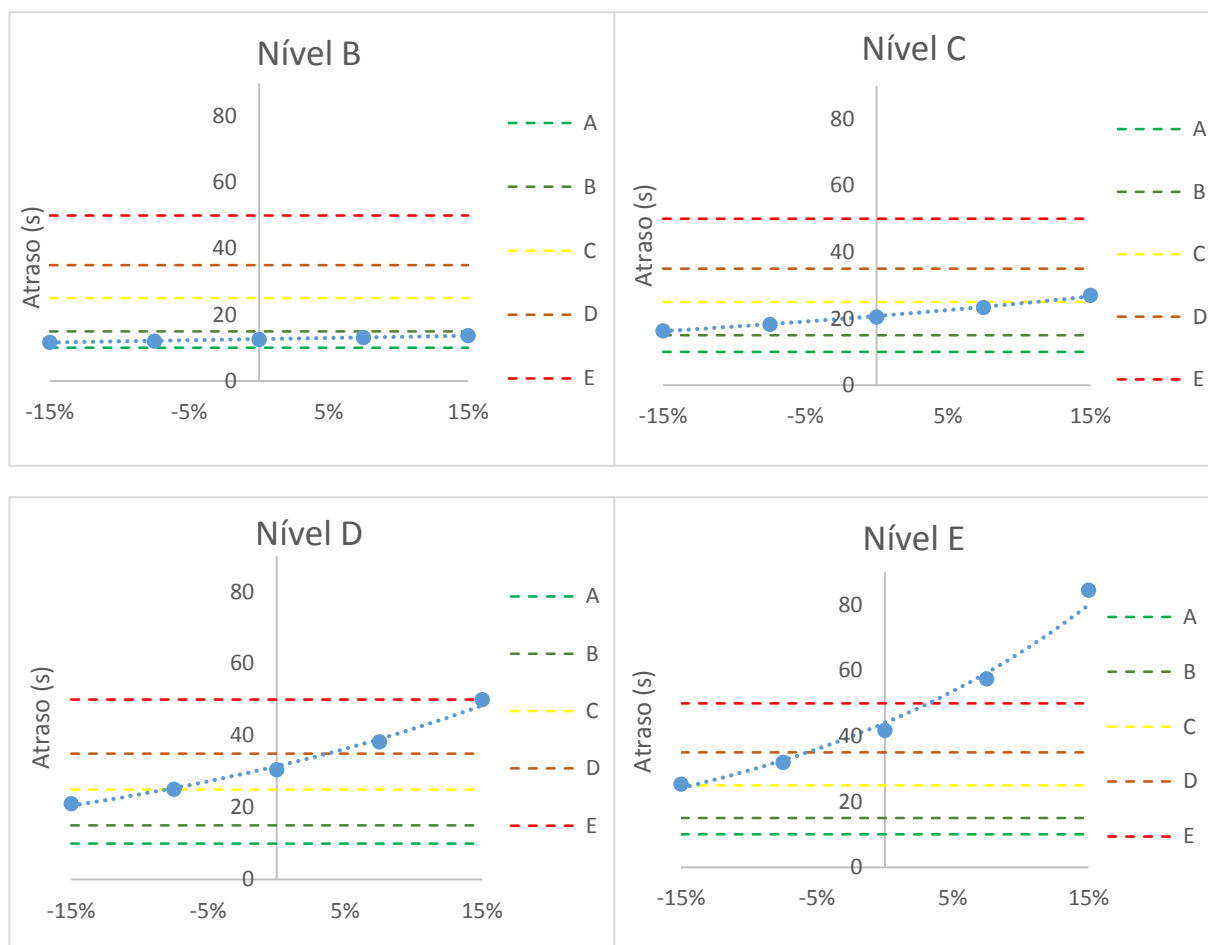 Nível B
80
60
40
20
0
Atraso (s)
-15%
-5%
5%
15%
A
B
C
D
E
Nível C
80
60
40
20
0
Atraso (s)
-15%
-5%
5%
15%
A
B
C
D
E
Nível D
80
60
40
20
0
Atraso (s)
-15%
-5%
5%
15%
A
B
C
D
E
Nível E
80
60
40
20
0
Atraso (s)
-15%
-5%
5%
15%
A
B
C
D
E